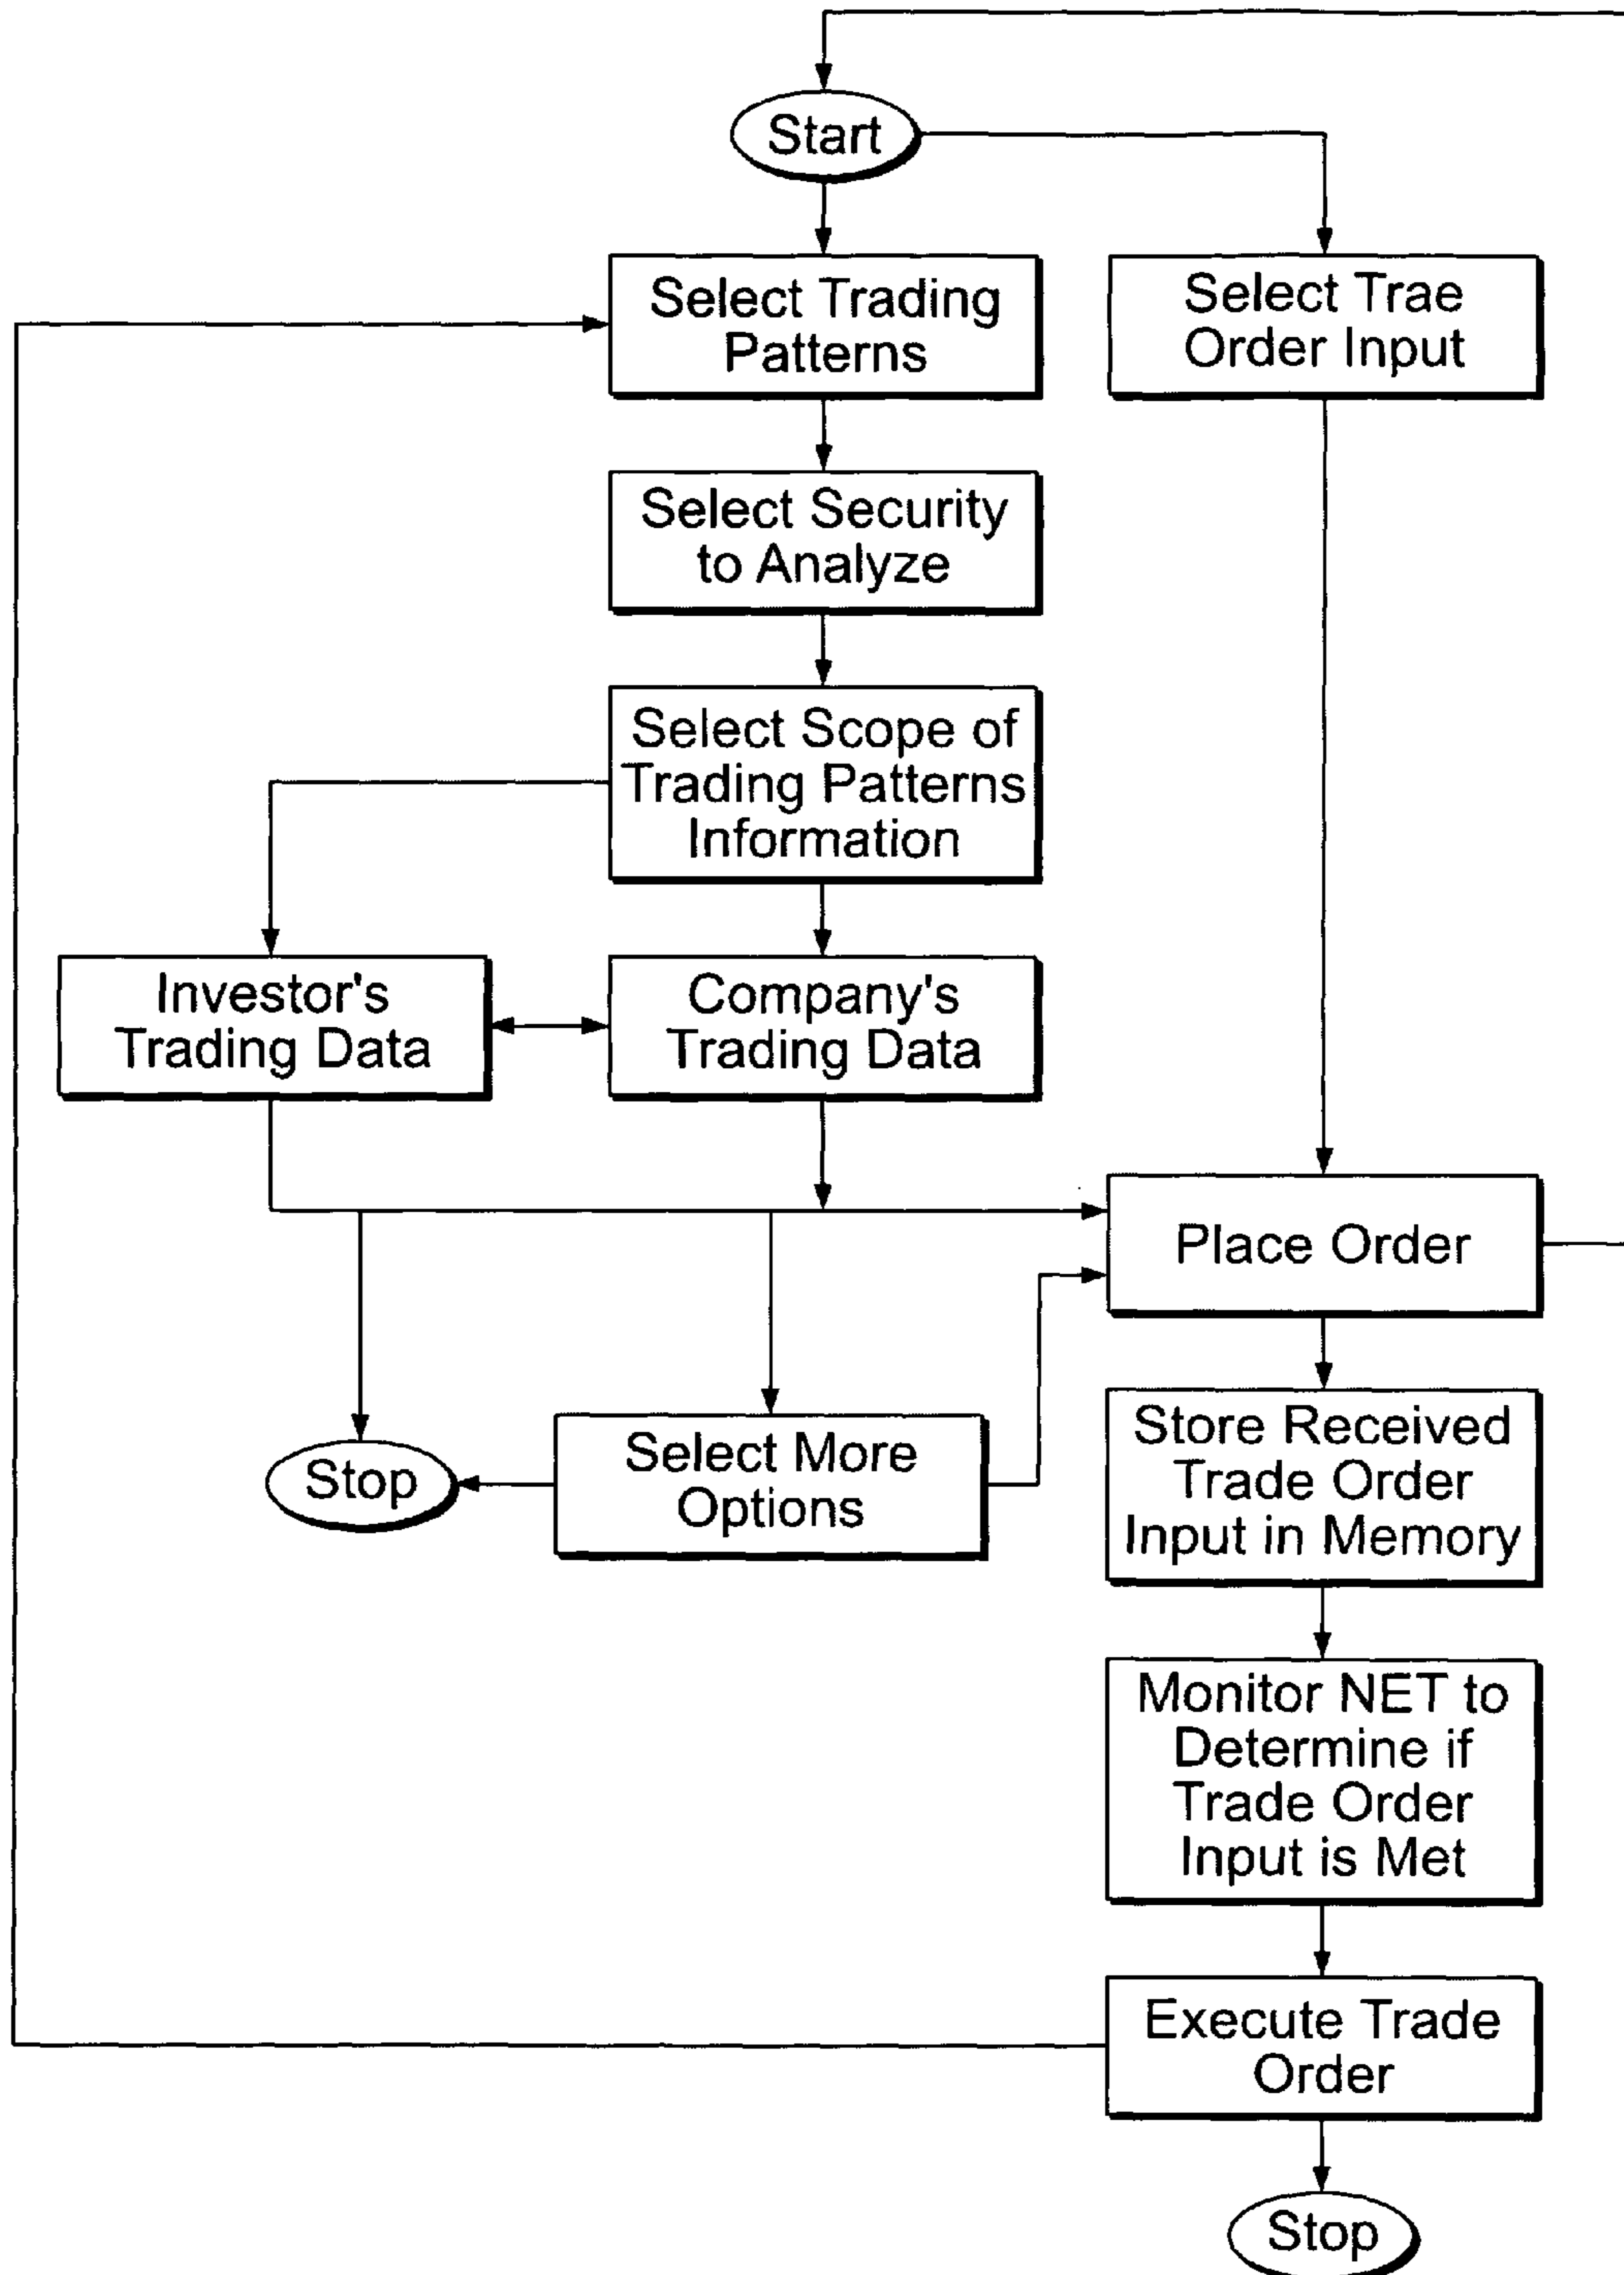 Start
Select Trading
Patterns
Select Trae
Order Input
Select Security
to Analyze
Select Scope of
Trading Patterns
Information
Investor's
Trading Data
Company's
Trading Data
Place Order
Stop
Select More
Options
Store Received
Trade Order
Input in Memory
Monitor NET to
Determine if
Trade Order
Input is Met
Execute Trade
Order
Stop